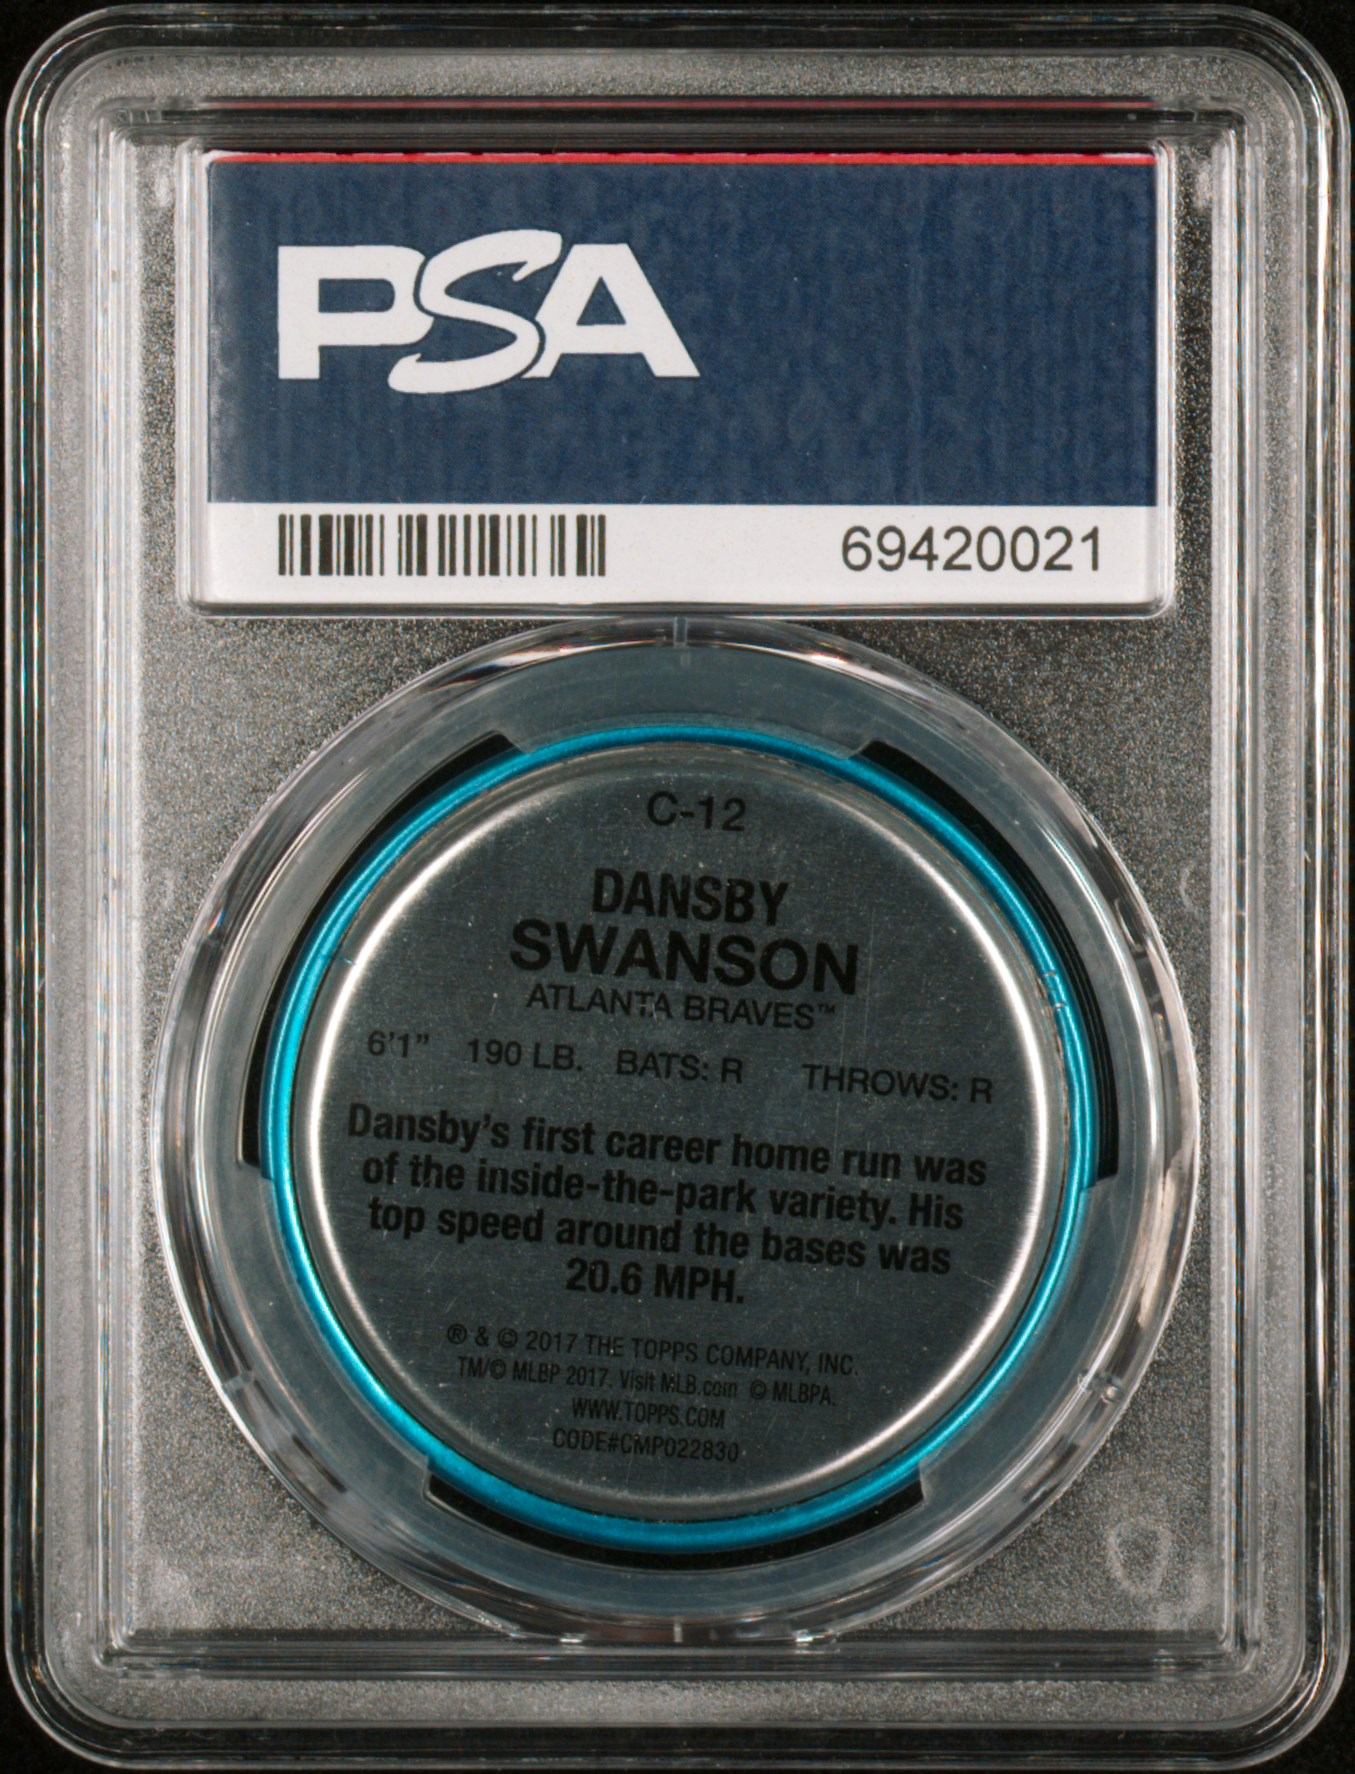 PSA
69420021
C-12
DANSBY
SWANSON
ATLANTA BRAVES™
6'1" 190 LB. BATS: R THROWS: R
Dansby's first career home run was
of the inside-the-park variety. His
top speed around the bases was
20.6 MPH.
® & © 2017 THE TOPPS COMPANY, INC.
TM/© MLBP 2017. Visit MLB.com © MLBPA.
WWW.TOPPS.COM
CODE#CMP022830